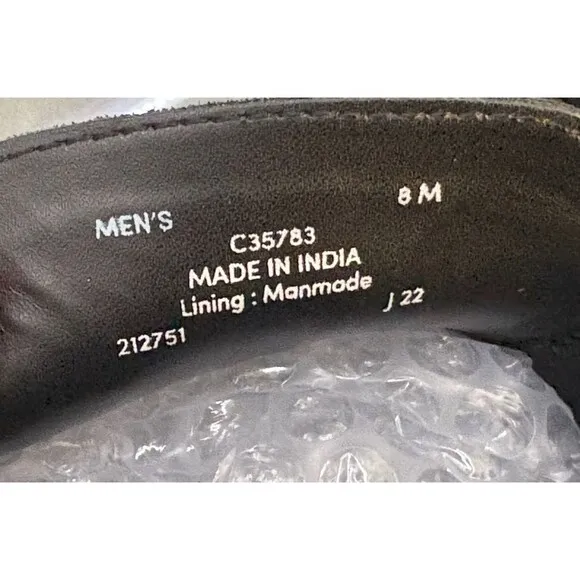 MEN'S
8 M
C35783
MADE IN INDIA
Lining : Manmade
212751
J 22